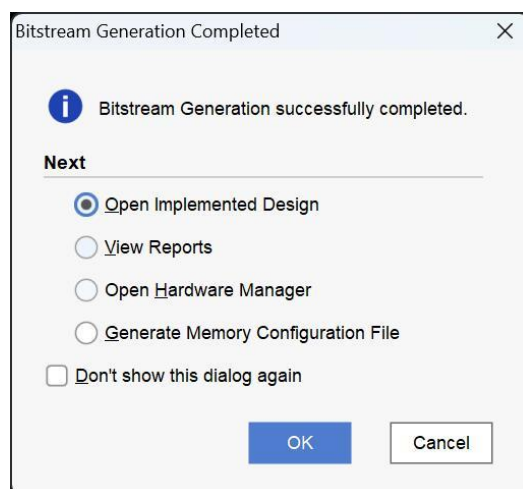 Bitstream Generation Completed
Bitstream Generation successfully completed.
Next
Open Implemented Design
View Reports
Open Hardware Manager
Generate Memory Configuration File
Don't show this dialog again
OK
Cancel